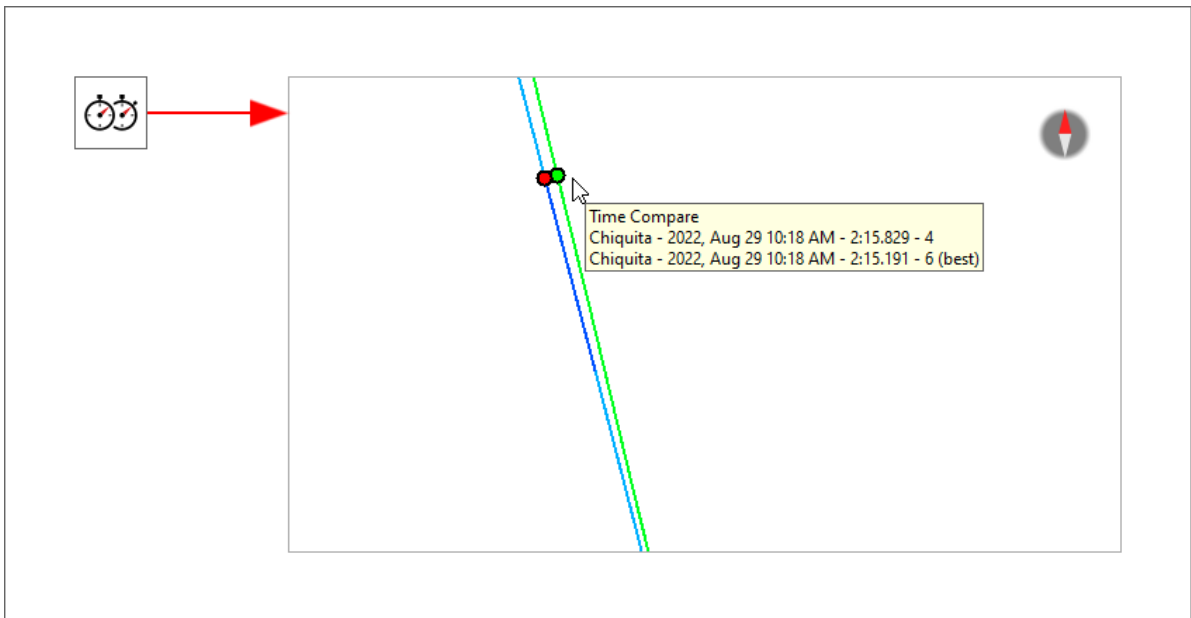 Time Compare
Chiquita - 2022, Aug 29 10:18 AM - 2:15.829 - 4
Chiquita - 2022, Aug 29 10:18 AM - 2:15.191 - 6 (best)